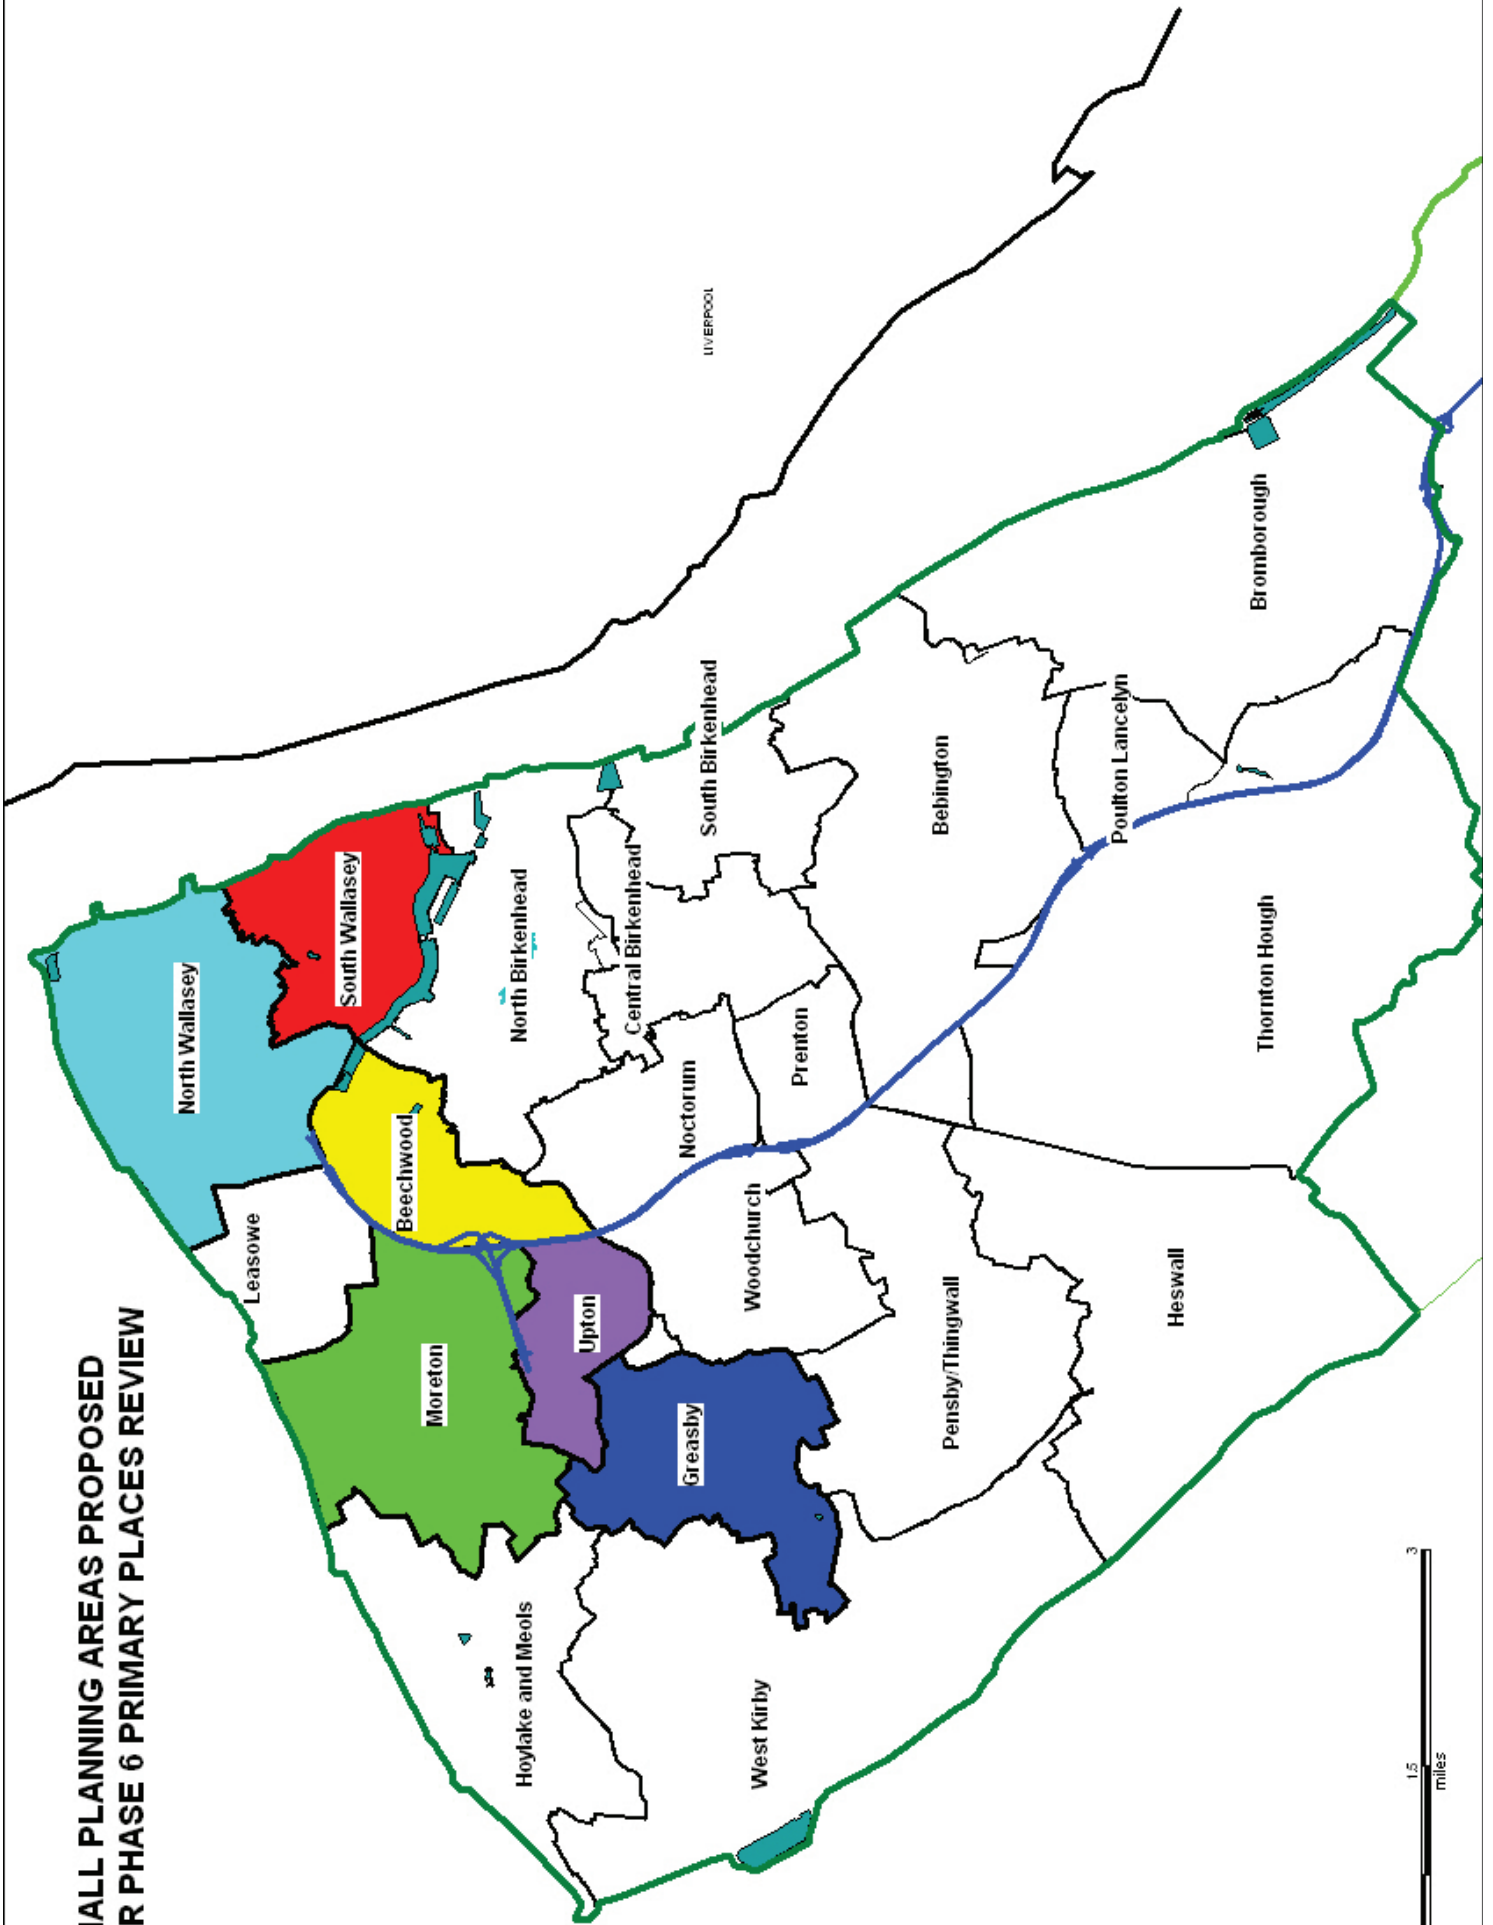 IALL PLANNING AREAS PROPOSED
R PHASE 6 PRIMARY PLACES REVIEW
North Wallasey
South Wallasey
Leasowe
Beechwood
Moreton
North Birkenhead
Upton
Central Birkenhead
LIVERPOOL
South Birkenhead
Noctorum
Prenton
Woodchurch
Greasby
Hoylake and Meols
West Kirby
Bebington
Pensby/Thingwall
Poulton Lancelyn
Bromborough
Thornton Hough
Heswall
1.5
3
miles